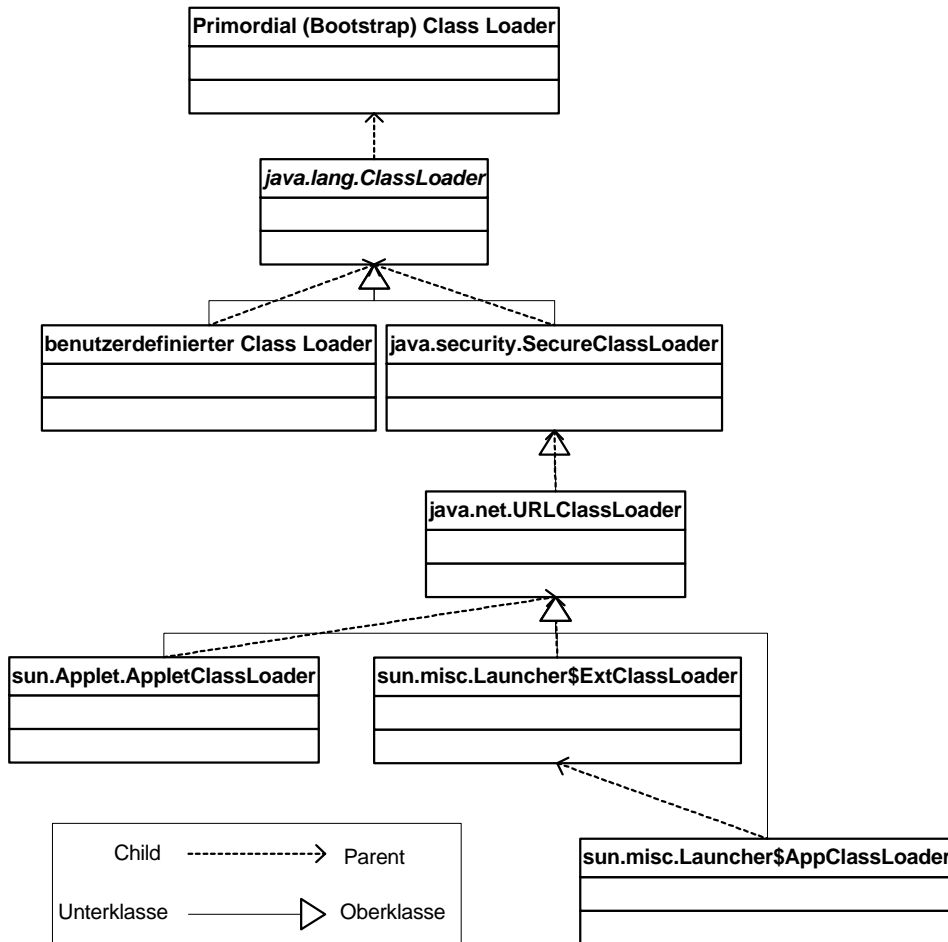 Primordial (Bootstrap) Class Loader
java.lang.ClassLoader
benutzerdefinierter Class Loader
java.security.SecureClassLoader
java.net.URLClassLoader
sun.Applet.AppletClassLoader
sun.misc.Launcher$ExtClassLoader
sun.misc.Launcher$AppClassLoader
Child Parent
Unterklasse Oberklasse